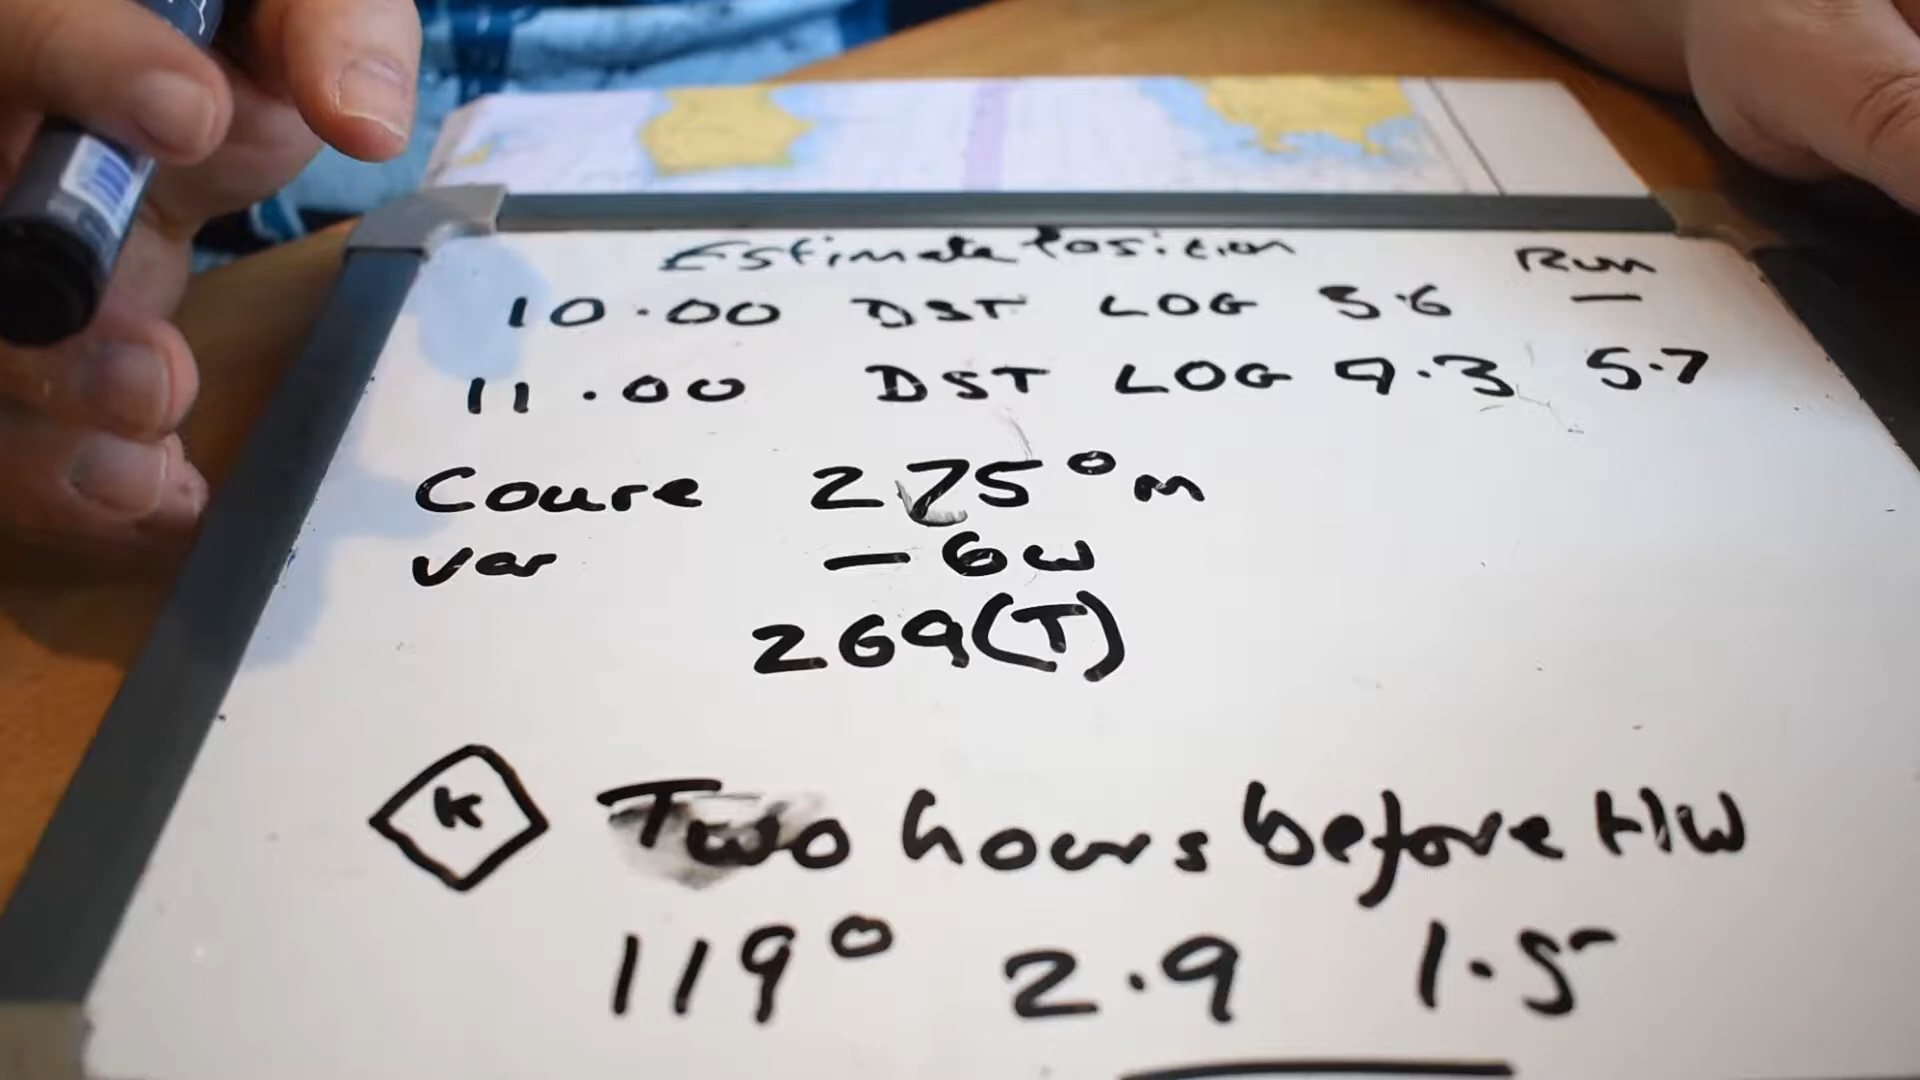 Estimate Position Run
10.00 DST LOG 3.6 —
11.00 DST LOG 9.3 5.7
Coure 275° m
var - 6w
269(T)
K Two hours before HW
119° 2.9 1.5